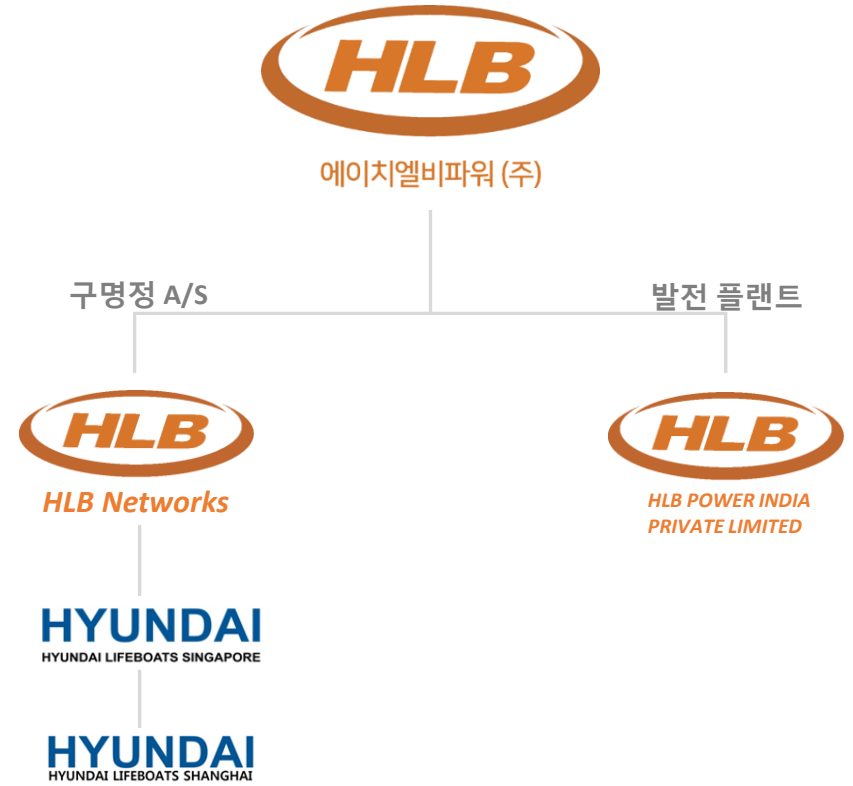 HLB
에이치엘비파워 (주)
구명정 A/S
발전 플랜트
HLB
HLB Networks
HLB
HLB POWER INDIA
PRIVATE LIMITED
HYUNDAI
HYUNDAI LIFEBOATS SINGAPORE
HYUNDAI
HYUNDAI LIFEBOATS SHANGHAI